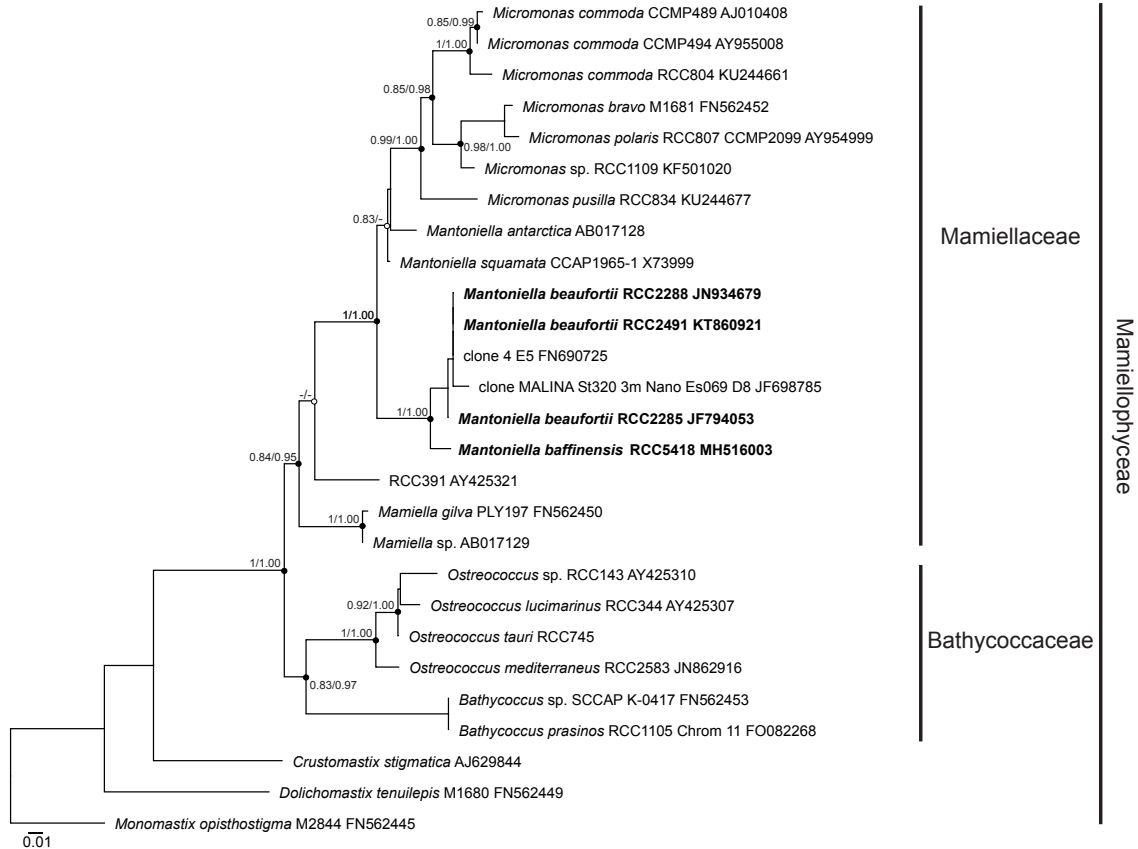 Micromonas commoda CCMP489 AJ010408
0.85/0.99
Micromonas commoda CCMP494 AY955008
1/1.00
Micromonas commoda RCC804 KU244661
0.85/0.98
Micromonas bravo M1681 FN562452
Micromonas polaris RCC807 CCMP2099 AY954999
0.99/1.00
0.98/1.00
Micromonas sp. RCC1109 KF501020
Micromonas pusilla RCC834 KU244677
0.83/-
Mantoniella antarctica AB017128
Mamiellaceae
Mantoniella squamata CCAP1965-1 X73999
Mantoniella beaufortii RCC2288 JN934679
1/1.00
Mantoniella beaufortii RCC2491 KT860921
clone 4 E5 FN690725
clone MALINA St320 3m Nano Es069 D8 JF698785
-/-
1/1.00
Mantoniella beaufortii RCC2285 JF794053
Mantoniella baffinensis RCC5418 MH516003
Mamiellophyceae
0.84/0.95
RCC391 AY425321
Mamiella gilva PLY197 FN562450
1/1.00
Mamiella sp. AB017129
1/1.00
Ostreococcus sp. RCC143 AY425310
0.92/1.00
Ostreococcus lucimarinus RCC344 AY425307
1/1.00
Ostreococcus tauri RCC745
Bathycoccaceae
Ostreococcus mediterraneus RCC2583 JN862916
0.83/0.97
Bathycoccus sp. SCCAP K-0417 FN562453
Bathycoccus prasinos RCC1105 Chrom 11 FO082268
Crustomastix stigmatica AJ629844
Dolichomastix tenuilepis M1680 FN562449
Monomastix opisthostigma M2844 FN562445
0.01